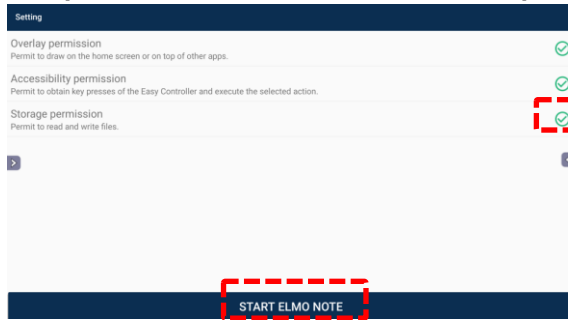 Setting
Overlay permission
Permit to draw on the home screen or on top of other apps.
Accessibility permission
Permit to obtain key presses of the Easy Controller and execute the selected action.
Storage permission
Permit to read and write files.
START ELMO NOTE